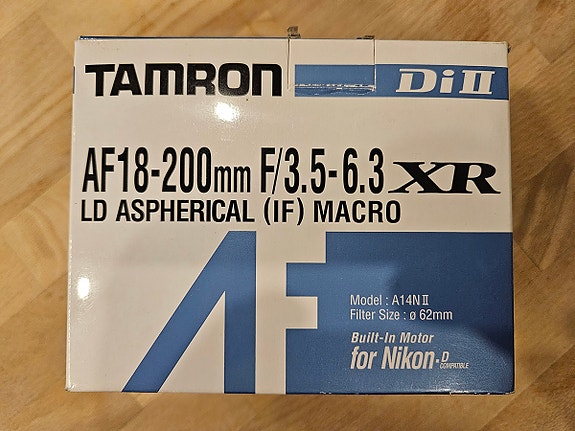 TAMRON Di II
AF18-200mm F/3.5-6.3 XR
LD ASPHERICAL (IF) MACRO
AF
Model : A14N II
Filter Size : ø 62mm
Built-In Motor
for Nikon-D
COMPATIBLE